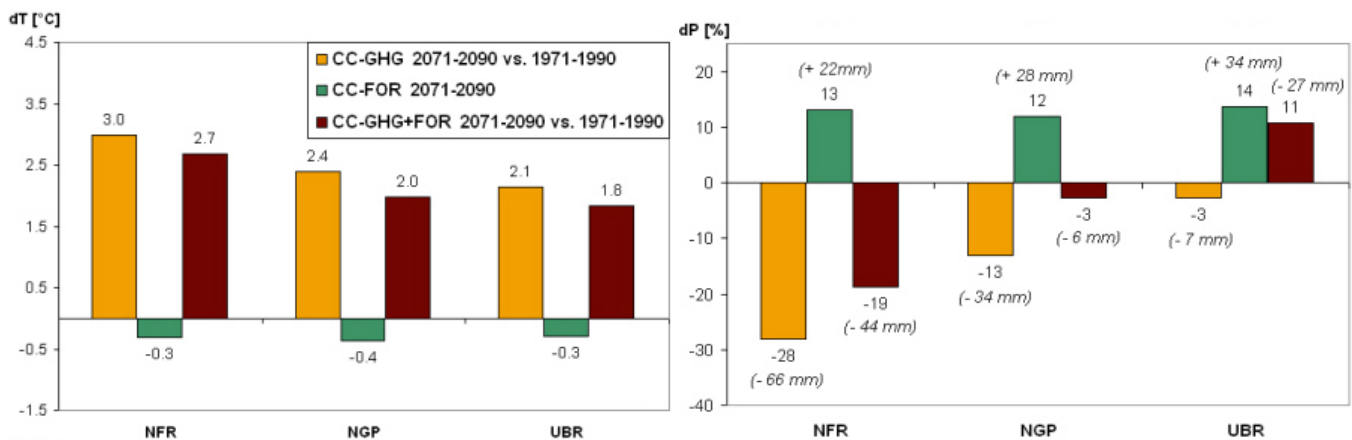 dT [°C]
4.5
3.5
2.5
1.5
0.5
-0.5
-1.5
CC-GHG 2071-2090 vs. 1971-1990
CC-FOR 2071-2090
CC-GHG+FOR 2071-2090 vs. 1971-1990
3.0
2.7
2.4
2.0
2.1
1.8
-0.3
-0.4
-0.3
NFR NGP UBR
dP [%]
20
10
0
-10
-20
-30
-40
(+ 22mm)
13
(+ 28 mm)
12
(+ 34 mm)
14
(- 27 mm)
11
-28
(- 66 mm)
-19
(- 44 mm)
-13
(- 34 mm)
-3
(- 6 mm)
-3
(- 7 mm)
NFR NGP UBR